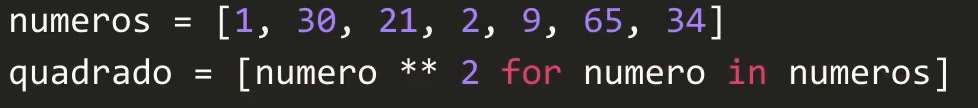 numeros = [1, 30, 21, 2, 9, 65, 34]
quadrado = [numero ** 2 for numero in numeros]